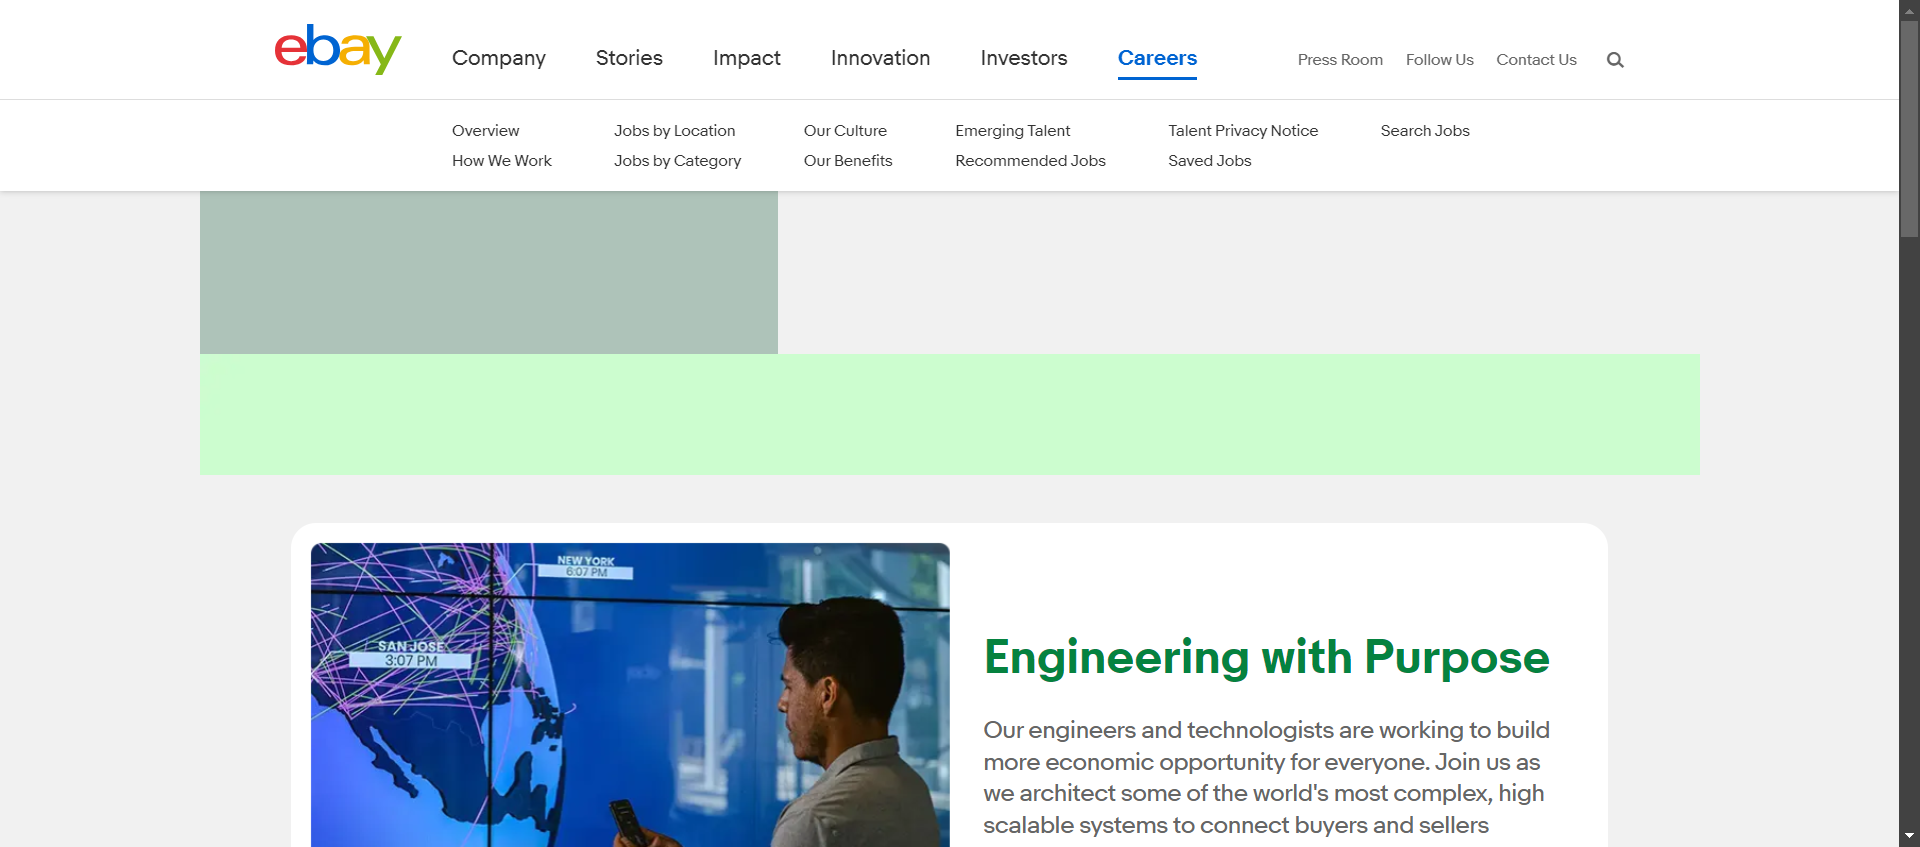 ebay
Company Stories Impact Innovation Investors Careers Press Room Follow Us Contact Us
Overview Jobs by Location Our Culture Emerging Talent Talent Privacy Notice Search Jobs
How We Work Jobs by Category Our Benefits Recommended Jobs Saved Jobs
NEW YORK
6:07 PM
SAN JOSE
3:07 PM
Engineering with Purpose
Our engineers and technologists are working to build
more economic opportunity for everyone. Join us as
we architect some of the world's most complex, high
scalable systems to connect buyers and sellers